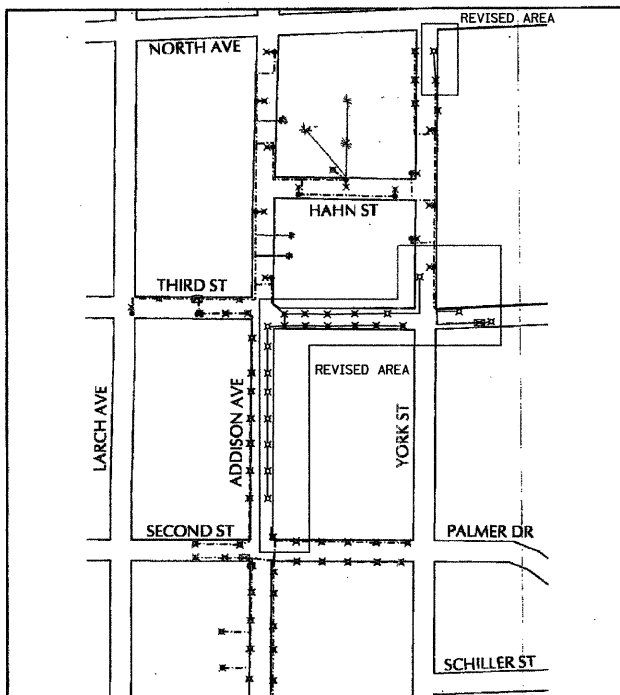 REVISED AREA
NORTH AVE
HAHN ST
THIRD ST
REVISED AREA
LARCH AVE
ADDISON AVE
YORK ST
SECOND ST
PALMER DR
SCHILLER ST